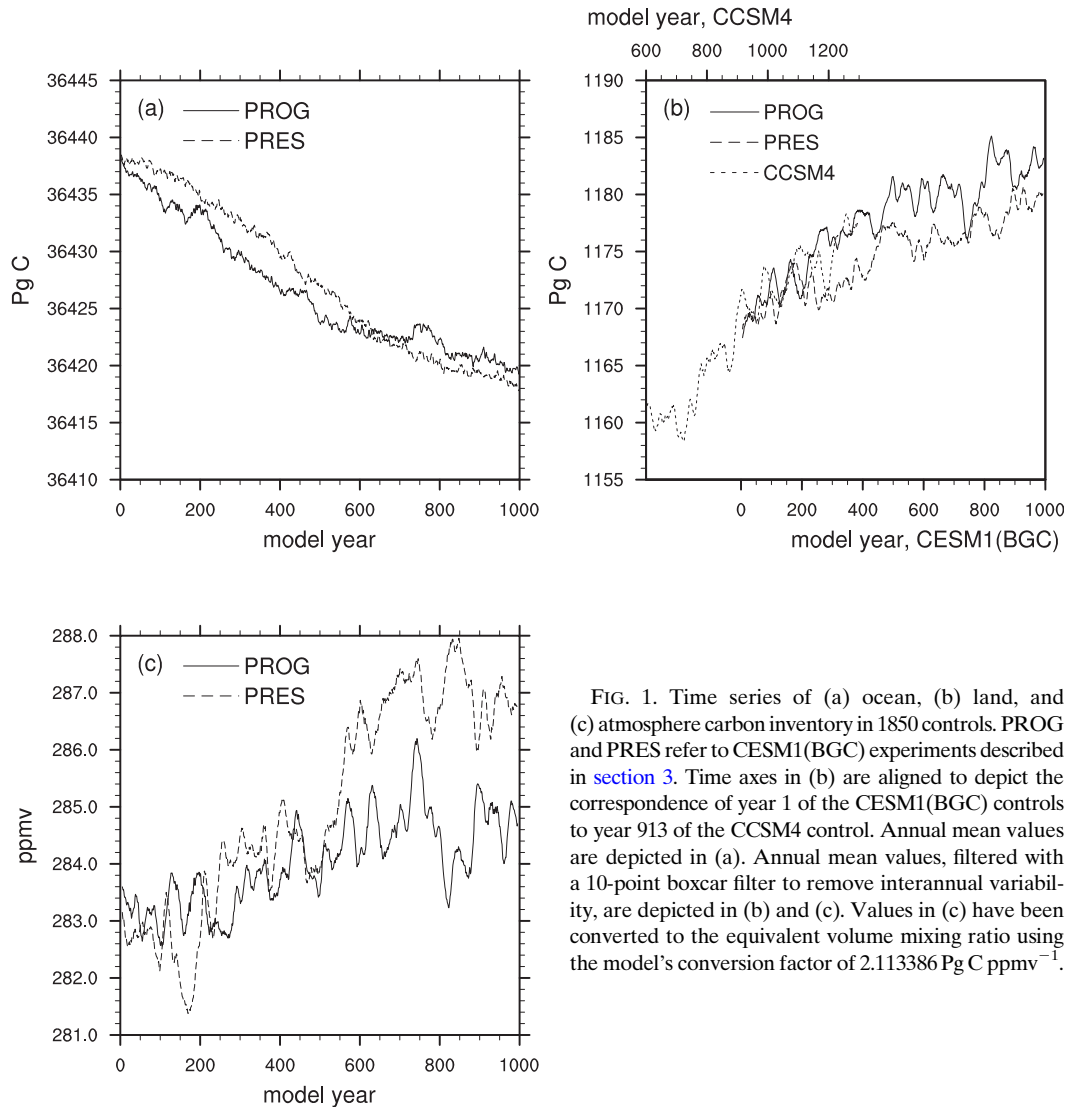 model year, CCSM4
600 800 1000 1200
36445
36440
36435
36430
36425
36420
36415
36410
Pg C
(a)
PROG
PRES
0 200 400 600 800 1000
model year
1190
1185
1180
1175
1170
1165
1160
1155
Pg C
(b)
PROG
PRES
CCSM4
0 200 400 600 800 1000
model year, CESM1(BGC)
288.0
287.0
286.0
285.0
284.0
283.0
282.0
281.0
ppmv
(c)
PROG
PRES
0 200 400 600 800 1000
model year
FIG. 1. Time series of (a) ocean, (b) land, and
(c) atmosphere carbon inventory in 1850 controls. PROG
and PRES refer to CESM1(BGC) experiments described
in section 3. Time axes in (b) are aligned to depict the
correspondence of year 1 of the CESM1(BGC) controls
to year 913 of the CCSM4 control. Annual mean values
are depicted in (a). Annual mean values, filtered with
a 10-point boxcar filter to remove interannual variabil-
ity, are depicted in (b) and (c). Values in (c) have been
converted to the equivalent volume mixing ratio using
the model's conversion factor of 2.113386 Pg C ppmv⁻¹.